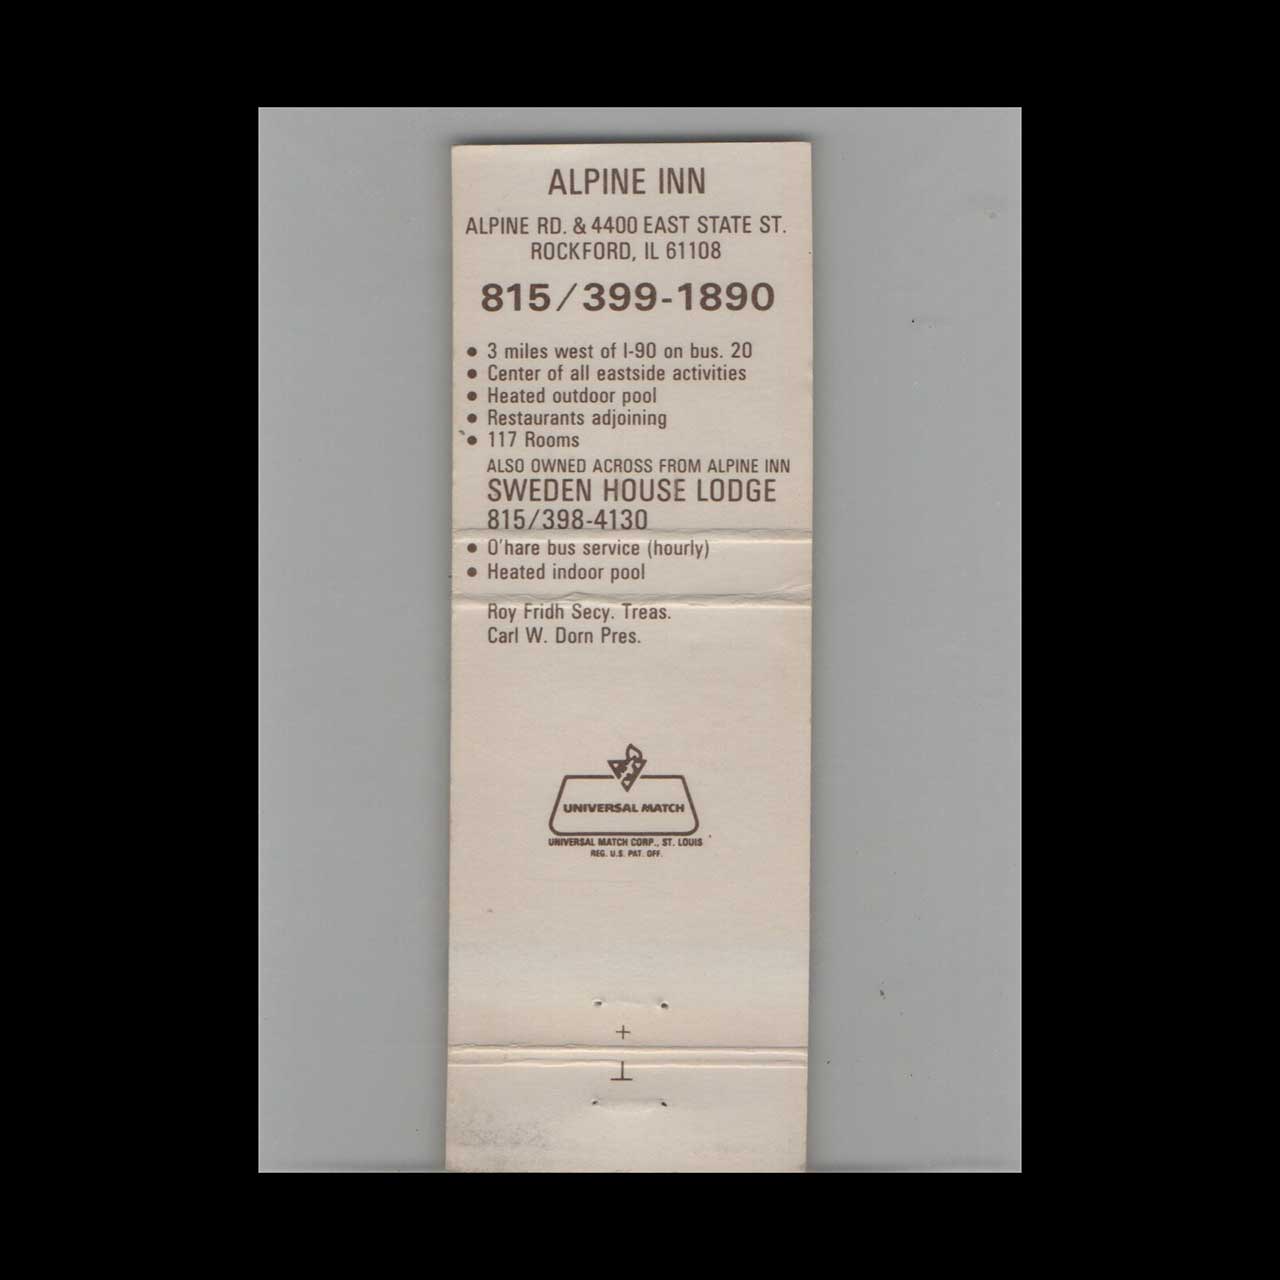 ALPINE INN
ALPINE RD. & 4400 EAST STATE ST.
ROCKFORD, IL 61108
815/399-1890
• 3 miles west of I-90 on bus. 20
• Center of all eastside activities
• Heated outdoor pool
• Restaurants adjoining
• 117 Rooms
ALSO OWNED ACROSS FROM ALPINE INN
SWEDEN HOUSE LODGE
815/398-4130
• O'hare bus service (hourly)
• Heated indoor pool
Roy Fridh Secy. Treas.
Carl W. Dorn Pres.
UNIVERSAL MATCH
UNIVERSAL MATCH CORP., ST. LOUIS
REG. U.S. PAT. OFF.